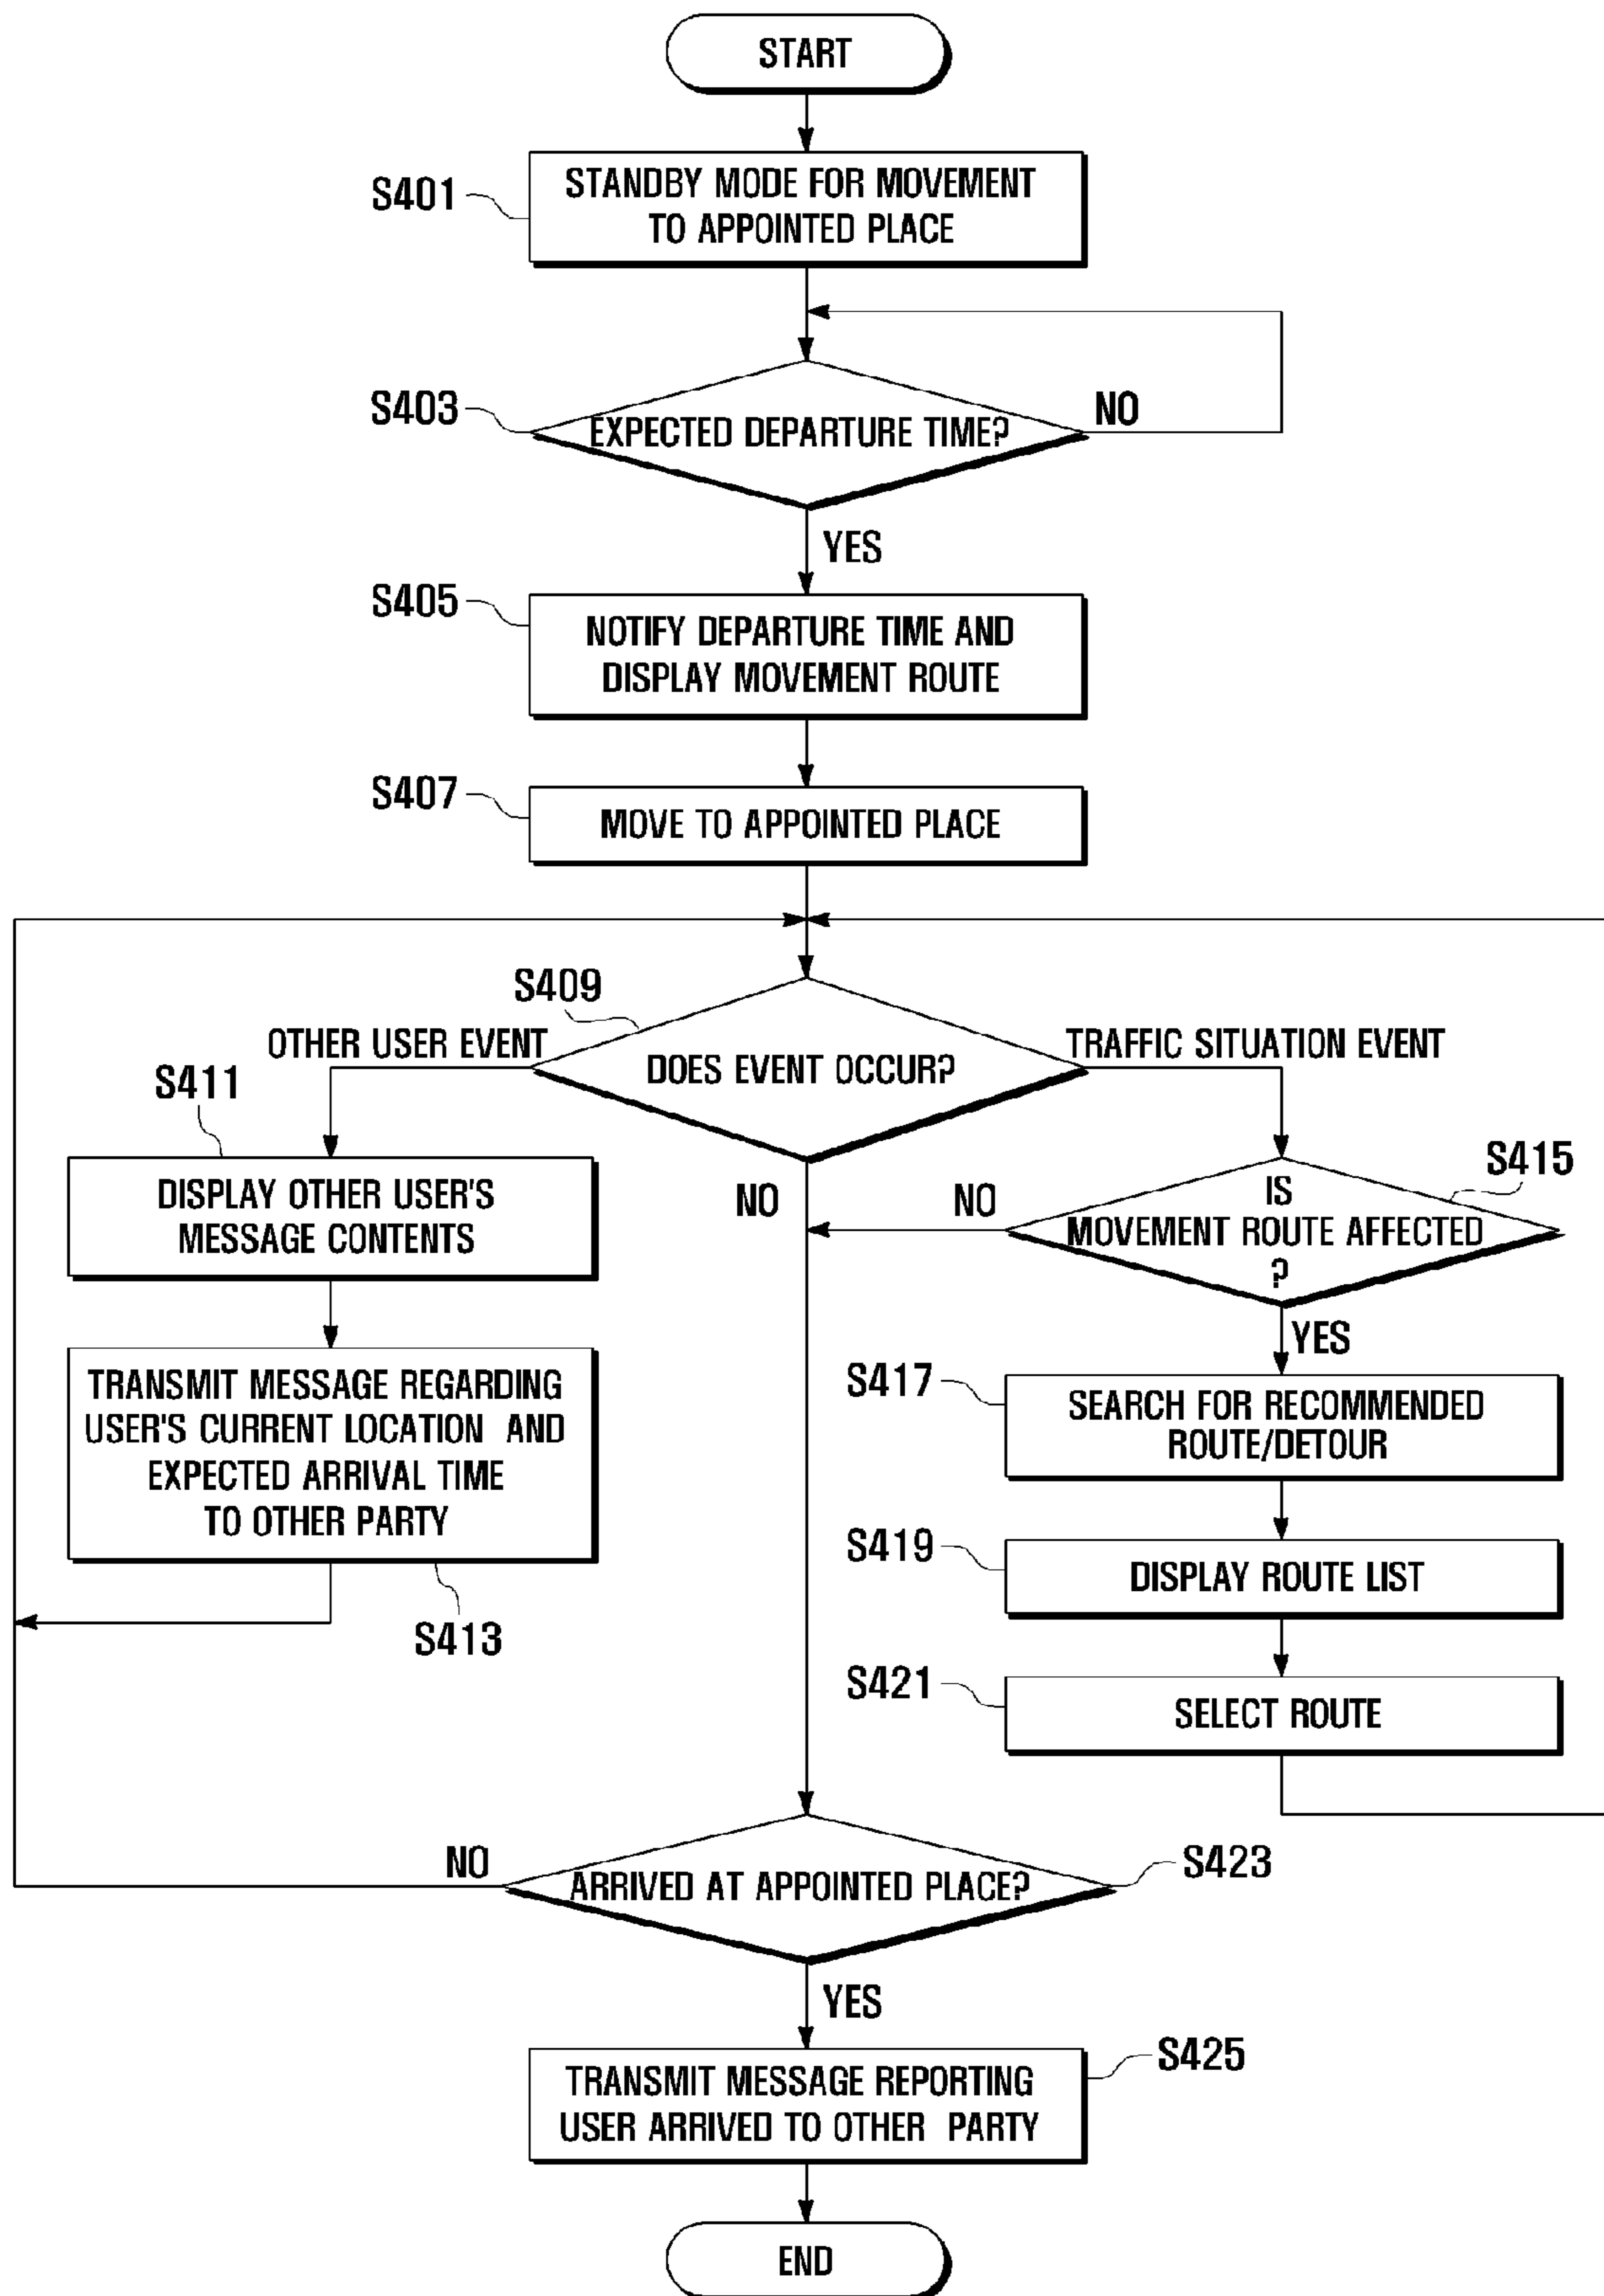 START
S401
STANDBY MODE FOR MOVEMENT
TO APPOINTED PLACE
S403
EXPECTED DEPARTURE TIME?
NO
YES
S405
NOTIFY DEPARTURE TIME AND
DISPLAY MOVEMENT ROUTE
S407
MOVE TO APPOINTED PLACE
S409
OTHER USER EVENT
DOES EVENT OCCUR?
TRAFFIC SITUATION EVENT
S411
DISPLAY OTHER USER'S
MESSAGE CONTENTS
NO
NO
S415
IS
MOVEMENT ROUTE AFFECTED
?
YES
TRANSMIT MESSAGE REGARDING
USER'S CURRENT LOCATION AND
EXPECTED ARRIVAL TIME
TO OTHER PARTY
S413
S417
SEARCH FOR RECOMMENDED
ROUTE/DETOUR
S419
DISPLAY ROUTE LIST
S421
SELECT ROUTE
NO
ARRIVED AT APPOINTED PLACE?
S423
YES
S425
TRANSMIT MESSAGE REPORTING
USER ARRIVED TO OTHER PARTY
END